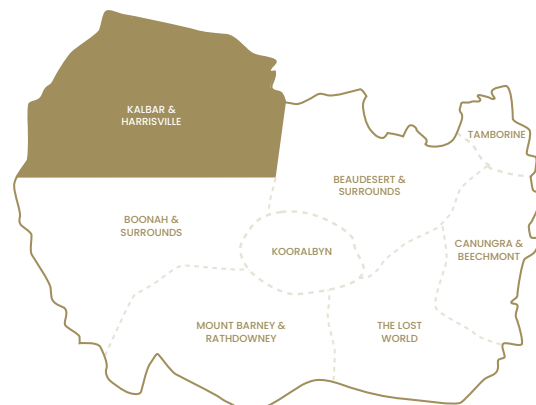 KALBAR &
HARRISVILLE
TAMBORINE
BEAUDESERT &
SURROUNDS
BOONAH &
SURROUNDS
KOORALBYN
CANUNGRA &
BEECHMONT
MOUNT BARNEY &
RATHDOWNEY
THE LOST
WORLD